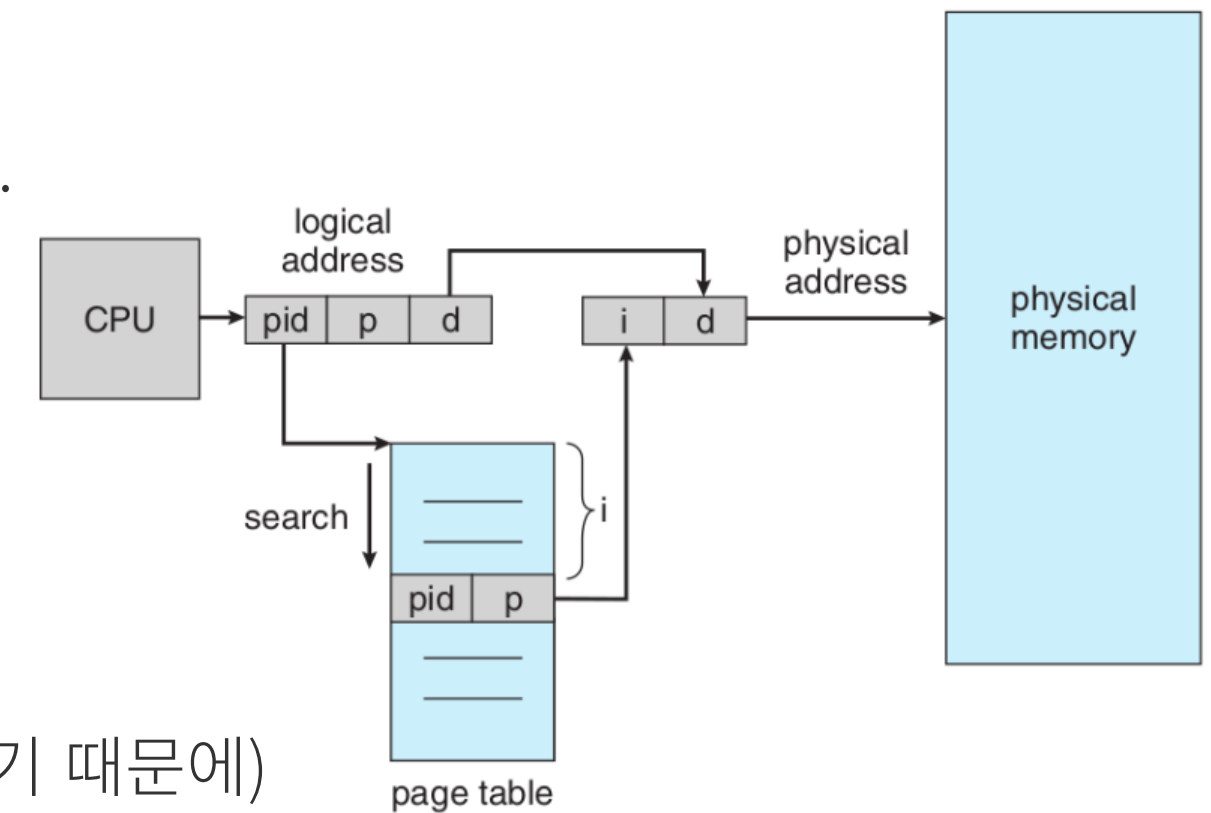 .
logical
address
physical
address
CPU
pid p d
i d
physical
memory
search
i
pid p
기 때문에)
page table